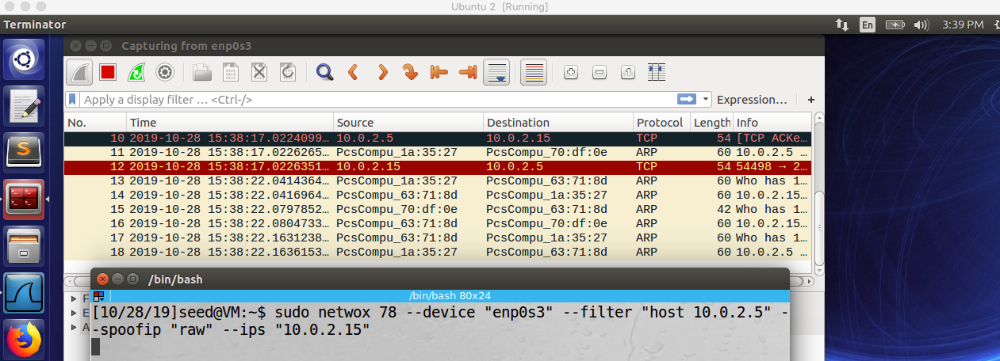 Ubuntu 2 [Running]
Terminator
En
3:39 PM
Capturing from enp0s3
Apply a display filter … <Ctrl-/>
Expression…
+
No. Time Source Destination Protocol Length Info
10 2019-10-28 15:38:17.0224099… 10.0.2.5 10.0.2.15 TCP 54 [TCP ACKe…
11 2019-10-28 15:38:17.0226265… PcsCompu_1a:35:27 PcsCompu_70:df:0e ARP 60 10.0.2.5 …
12 2019-10-28 15:38:17.0226351… 10.0.2.15 10.0.2.5 TCP 54 54498 → 2…
13 2019-10-28 15:38:22.0414364… PcsCompu_1a:35:27 PcsCompu_63:71:8d ARP 60 Who has 1…
14 2019-10-28 15:38:22.0416964… PcsCompu_63:71:8d PcsCompu_1a:35:27 ARP 60 10.0.2.15…
15 2019-10-28 15:38:22.0797852… PcsCompu_70:df:0e PcsCompu_63:71:8d ARP 42 Who has 1…
16 2019-10-28 15:38:22.0804733… PcsCompu_63:71:8d PcsCompu_70:df:0e ARP 60 10.0.2.15…
17 2019-10-28 15:38:22.1631238… PcsCompu_63:71:8d PcsCompu_1a:35:27 ARP 60 Who has 1…
18 2019-10-28 15:38:22.1636153… PcsCompu_1a:35:27 PcsCompu_63:71:8d ARP 60 10.0.2.5 …
F
E
A
/bin/bash
/bin/bash 80x24
[10/28/19]seed@VM:~$ sudo netwox 78 --device "enp0s3" --filter "host 10.0.2.5" -
-spoofip "raw" --ips "10.0.2.15"